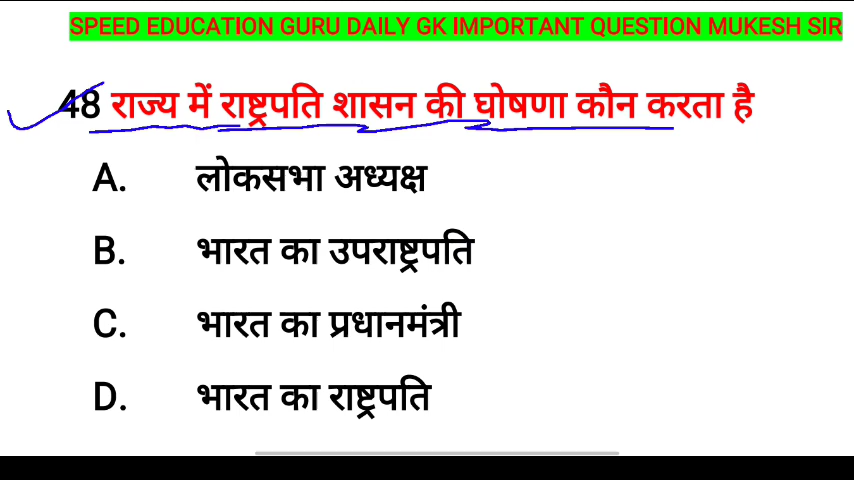 SPEED EDUCATION GURU DAILY GK IMPORTANT QUESTION MUKESH SIR
48 राज्य में राष्ट्रपति शासन की घोषणा कौन करता है
A. लोकसभा अध्यक्ष
B. भारत का उपराष्ट्रपति
C. भारत का प्रधानमंत्री
D. भारत का राष्ट्रपति